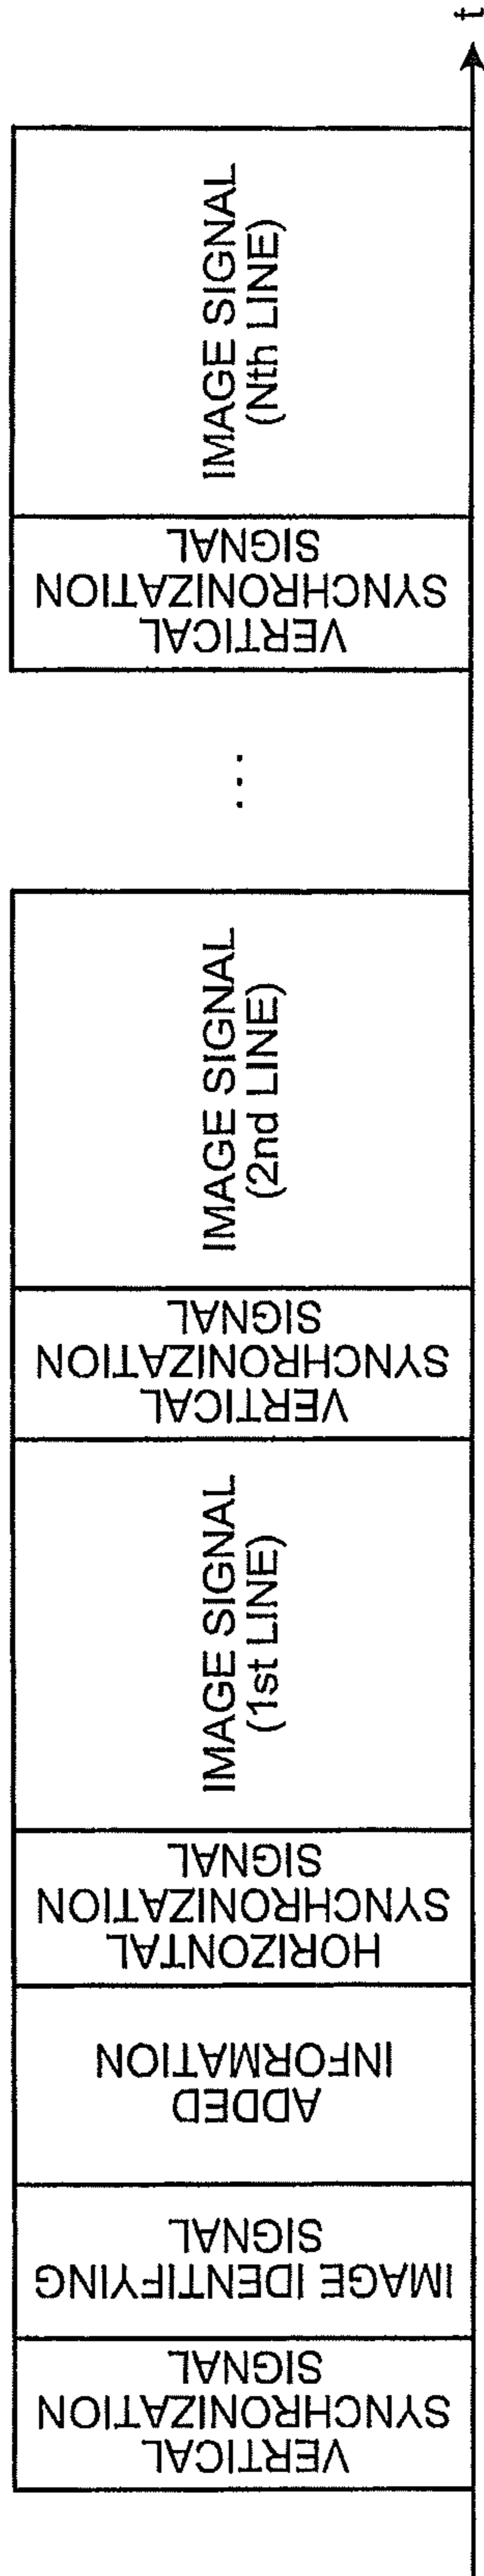 VERTICAL
SYNCHRONIZATION
SIGNAL
IMAGE IDENTIFYING
SIGNAL
ADDED
INFORMATION
HORIZONTAL
SYNCHRONIZATION
SIGNAL
IMAGE SIGNAL
(1st LINE)
VERTICAL
SYNCHRONIZATION
SIGNAL
IMAGE SIGNAL
(2nd LINE)
...
VERTICAL
SYNCHRONIZATION
SIGNAL
IMAGE SIGNAL
(Nth LINE)
t